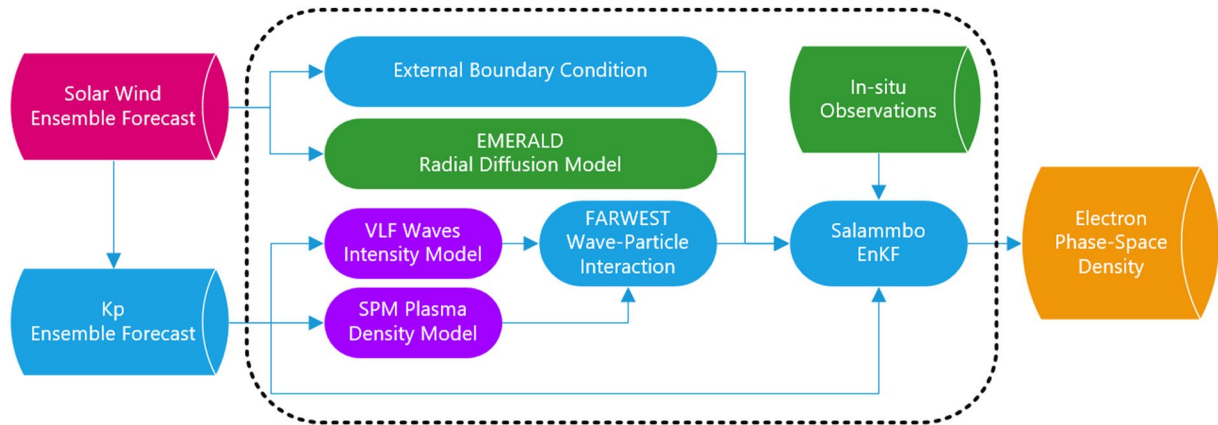 Solar Wind
Ensemble Forecast
External Boundary Condition
In-situ
Observations
EMERALD
Radial Diffusion Model
VLF Waves
Intensity Model
FARWEST
Wave-Particle
Interaction
Salammbo
EnKF
Electron
Phase-Space
Density
Kp
Ensemble Forecast
SPM Plasma
Density Model